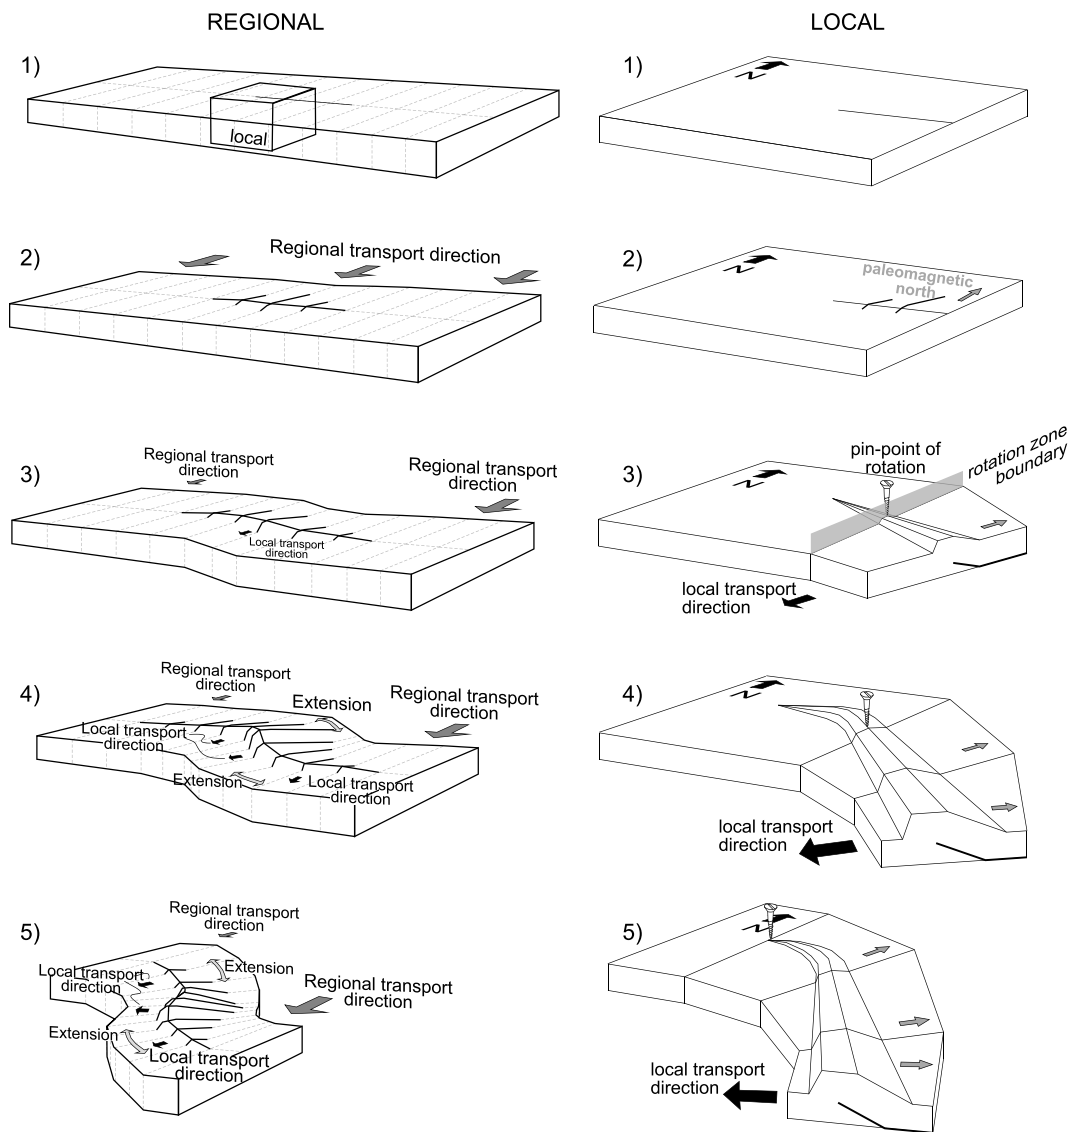 REGIONAL
LOCAL
1)
local
1)
N
2)
Regional transport direction
2)
N
paleomagnetic
north
3)
Regional transport
direction
Regional transport
direction
Local transport
direction
3)
N
pin-point of
rotation
rotation zone
boundary
local transport
direction
4)
Regional transport
direction
Extension
Regional transport
direction
Local transport
direction
Extension
Local transport
direction
4)
N
local transport
direction
5)
Regional transport
direction
Local transport
direction
Extension
Regional transport
direction
Extension
Local transport
direction
5)
N
local transport
direction